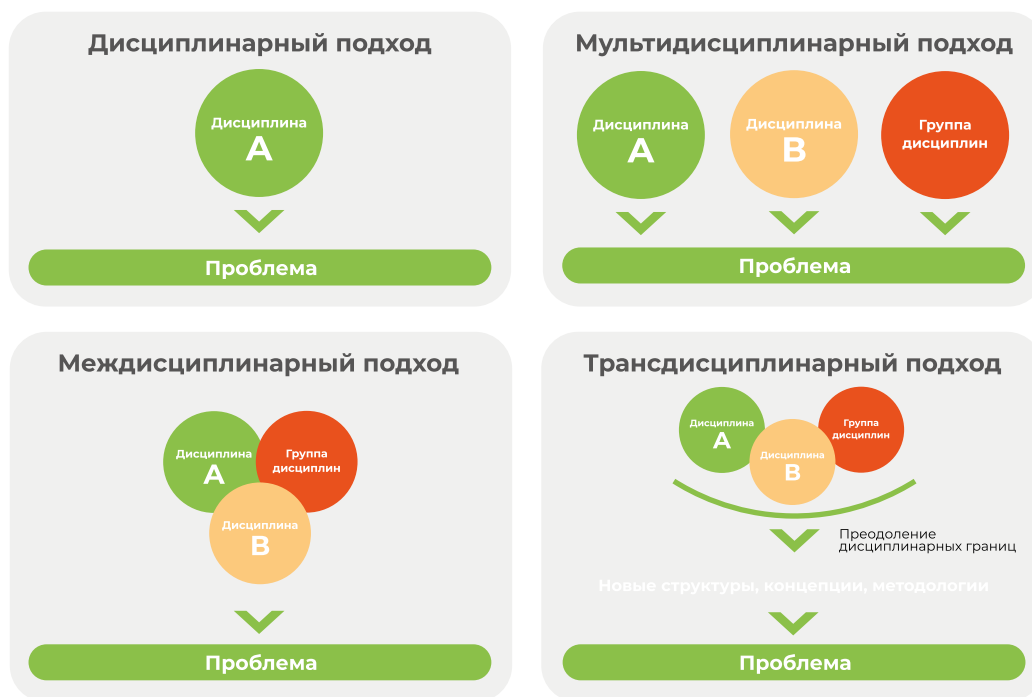 Дисциплинарный подход
Дисциплина
А
Проблема
Мультидисциплинарный подход
Дисциплина
А
Дисциплина
В
Группа
дисциплин
Проблема
Междисциплинарный подход
Дисциплина
А
Группа
дисциплин
Дисциплина
В
Проблема
Трансдисциплинарный подход
Дисциплина
А
Группа
дисциплин
Дисциплина
В
Преодоление
дисциплинарных границ
Новые структуры, концепции, методологии
Проблема